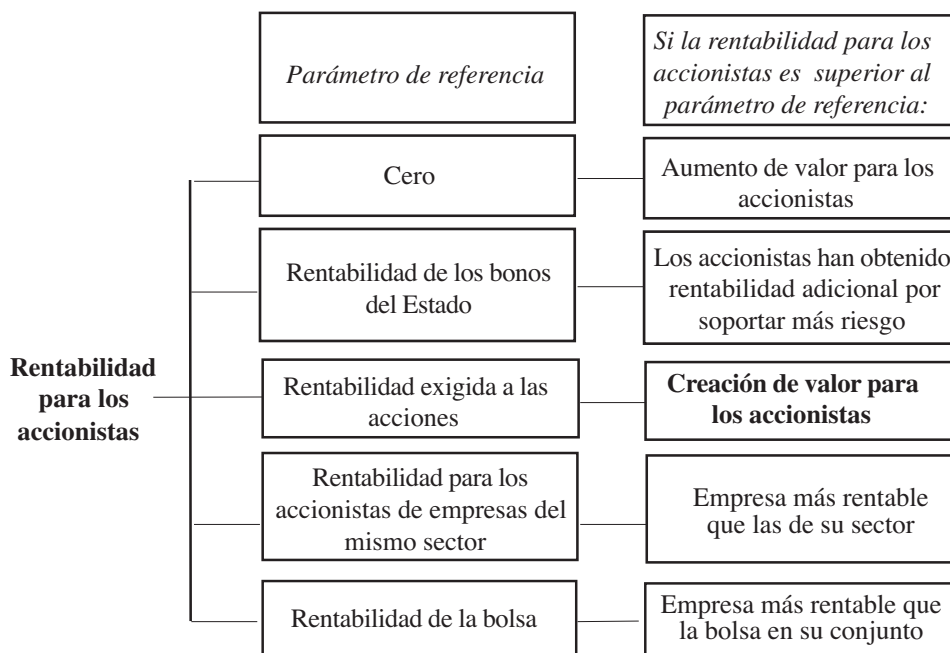 Parámetro de referencia
Si la rentabilidad para los
accionistas es superior al
parámetro de referencia:
Cero
Aumento de valor para los
accionistas
Rentabilidad de los bonos
del Estado
Los accionistas han obtenido
rentabilidad adicional por
soportar más riesgo
Rentabilidad
para los
accionistas
Rentabilidad exigida a las
acciones
Creación de valor para
los accionistas
Rentabilidad para los
accionistas de empresas del
mismo sector
Empresa más rentable
que las de su sector
Rentabilidad de la bolsa
Empresa más rentable que
la bolsa en su conjunto